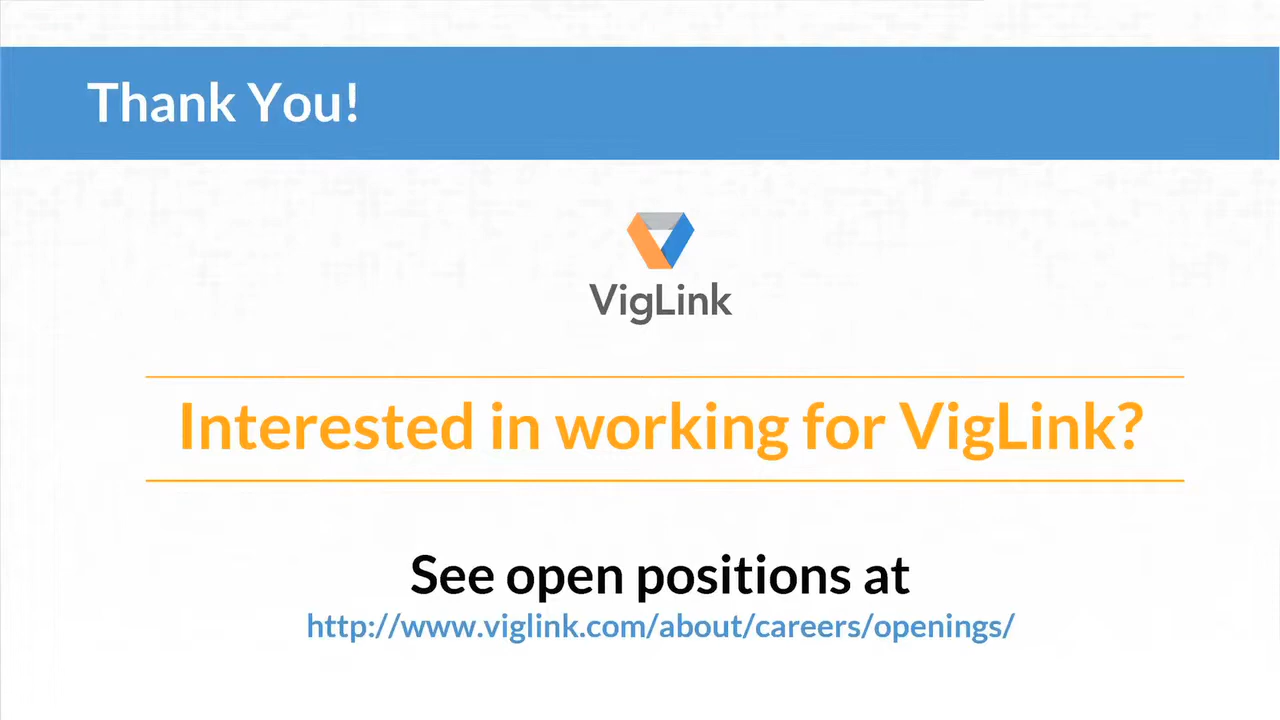 Thank You!
VigLink
Interested in working for VigLink?
See open positions at
http://www.viglink.com/about/careers/openings/